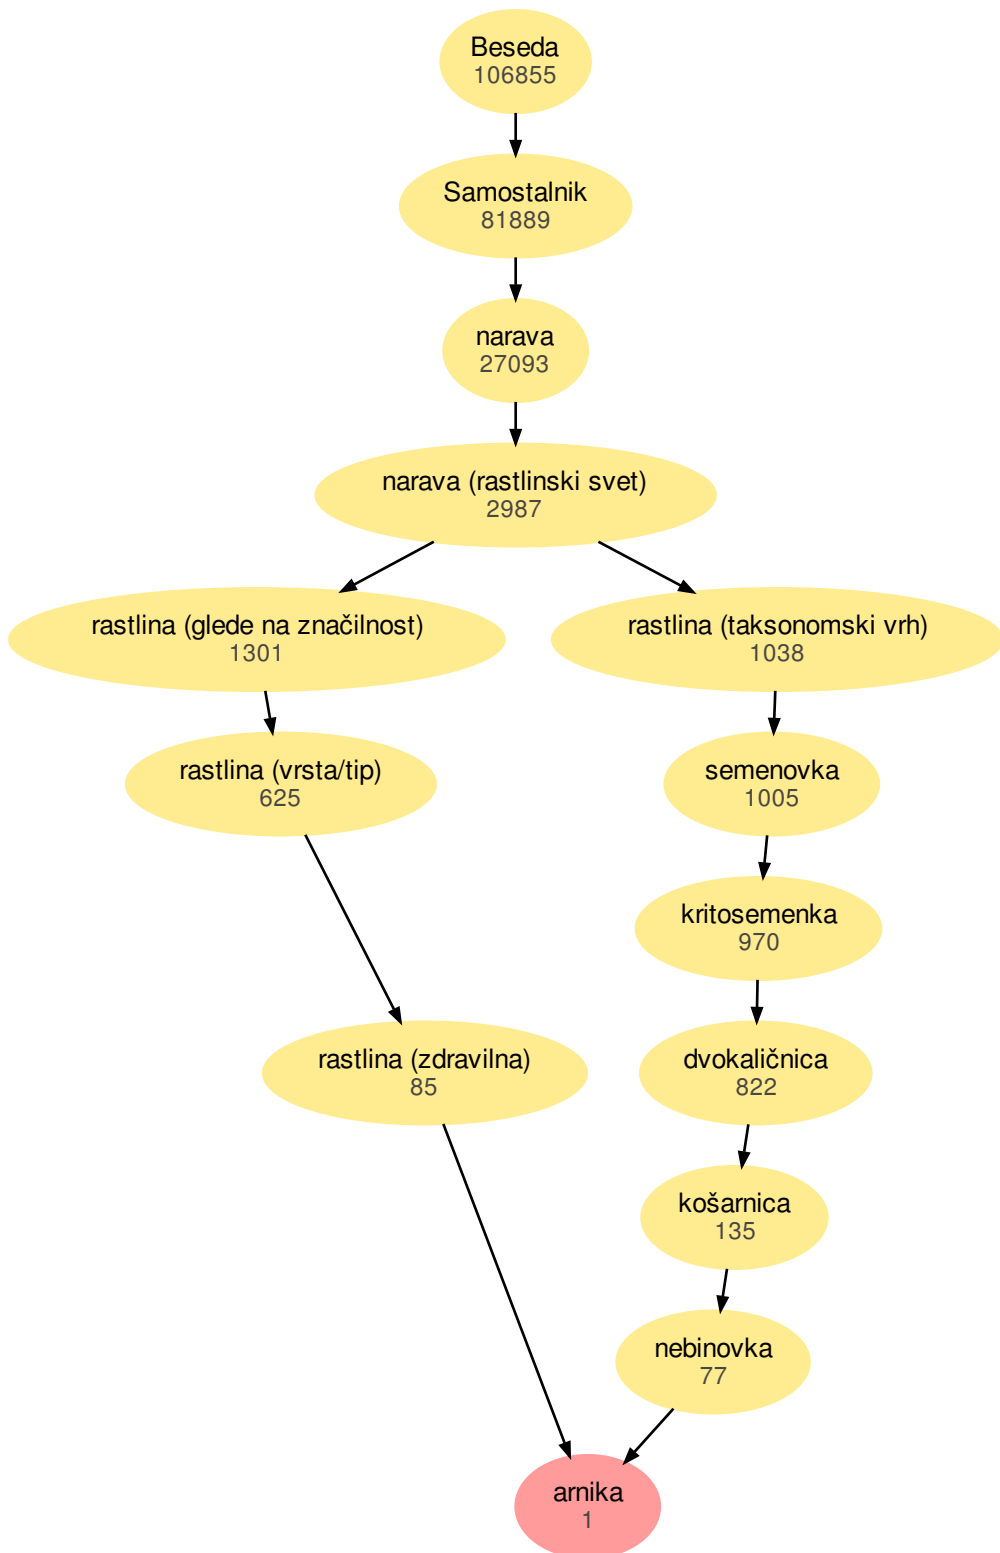 Beseda
106855
Samostalnik
81889
narava
27093
narava (rastlinski svet)
2987
rastlina (glede na značilnost)
1301
rastlina (taksonomski vrh)
1038
rastlina (vrsta/tip)
625
semenovka
1005
kritosemenka
970
rastlina (zdravilna)
85
dvokaličnica
822
košarnica
135
nebinovka
77
arnika
1